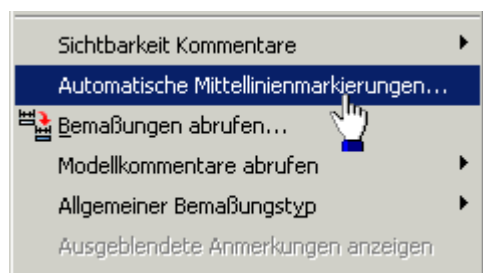 Sichtbarkeit Kommentare
Automatische Mittellinienmarkierungen...
Bemaßungen abrufen...
Modellkommentare abrufen
Allgemeiner Bemaßungstyp
Ausgeblendete Anmerkungen anzeigen